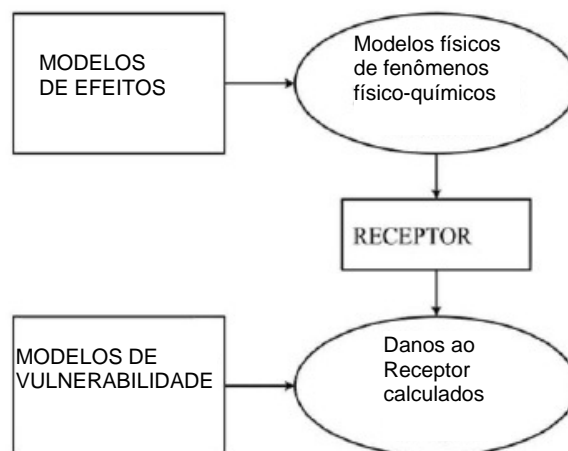 MODELOS
DE EFEITOS
Modelos físicos
de fenômenos
físico-químicos
RECEPTOR
MODELOS DE
VULNERABILIDADE
Danos ao
Receptor
calculados